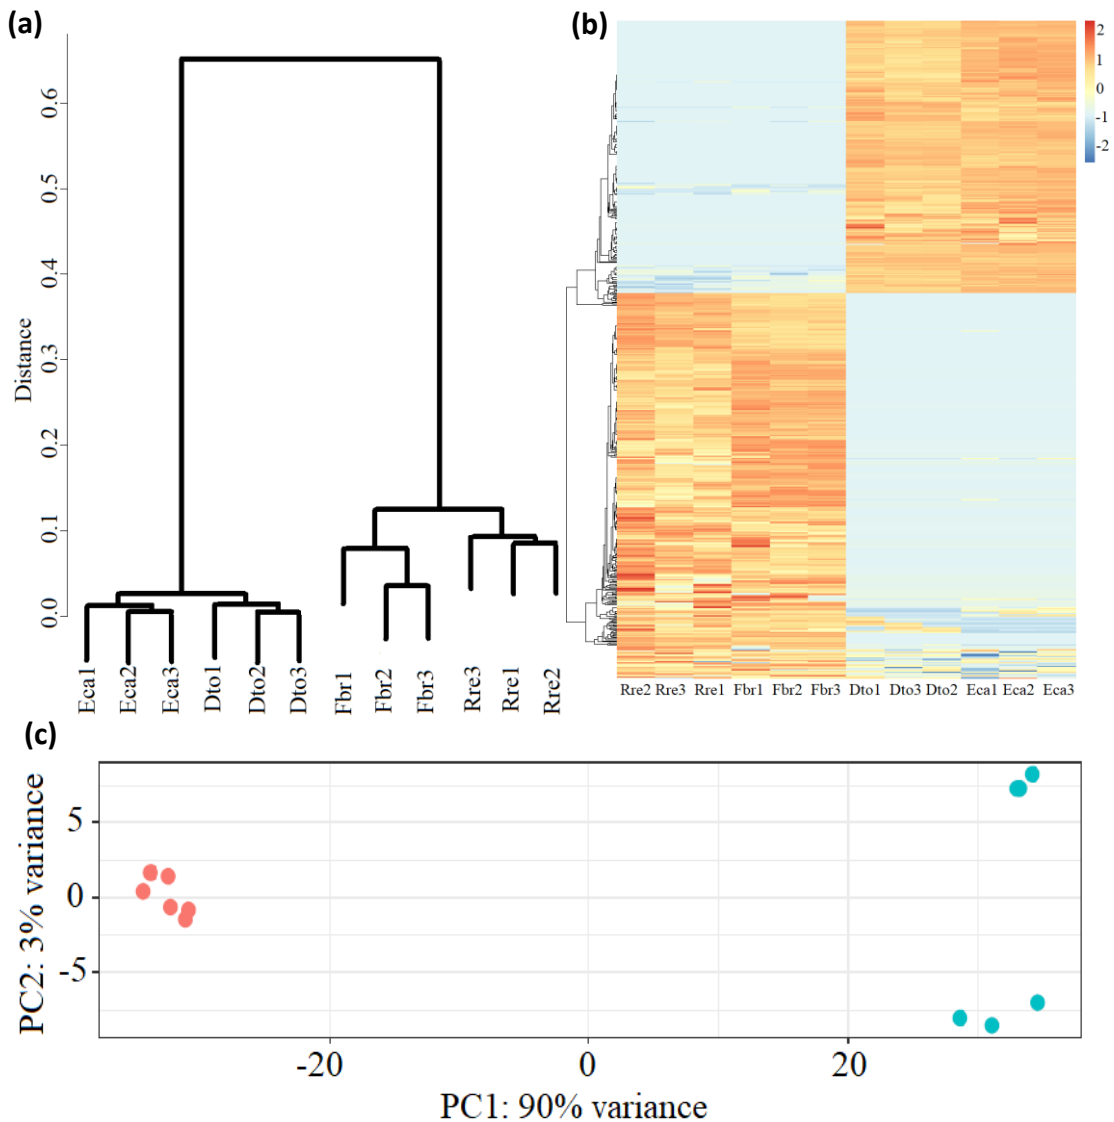 (a)
0.6
0.5
0.4
0.3
0.2
0.1
0.0
Distance
Eca1 Eca2 Eca3 Dto1 Dto2 Dto3 Fbr1 Fbr2 Fbr3 Rre3 Rre1 Rre2
(b)
2
1
0
-1
-2
Rre2 Rre3 Rre1 Fbr1 Fbr2 Fbr3 Dto1 Dto3 Dto2 Eca1 Eca2 Eca3
(c)
5
0
-5
PC2: 3% variance
-20 0 20
PC1: 90% variance